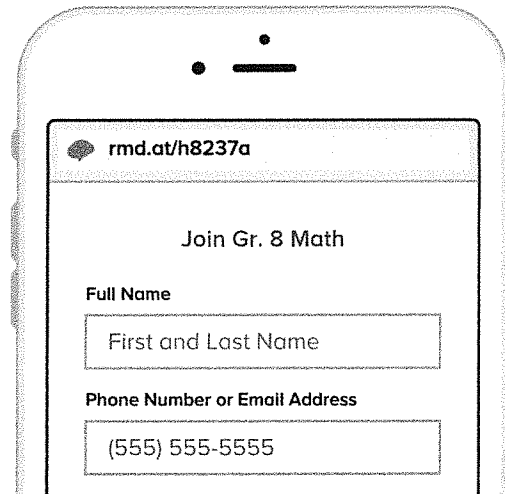 rmd.at/h8237a
Join Gr. 8 Math
Full Name
First and Last Name
Phone Number or Email Address
(555) 555-5555